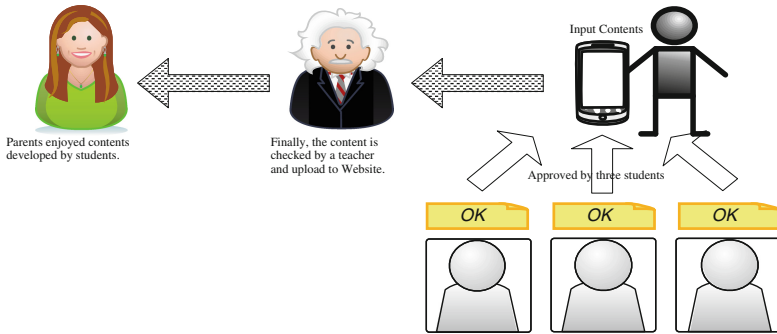 Input Contents
Parents enjoyed contents
developed by students.
Finally, the content is
checked by a teacher
and upload to Website.
Approved by three students
OK
OK
OK